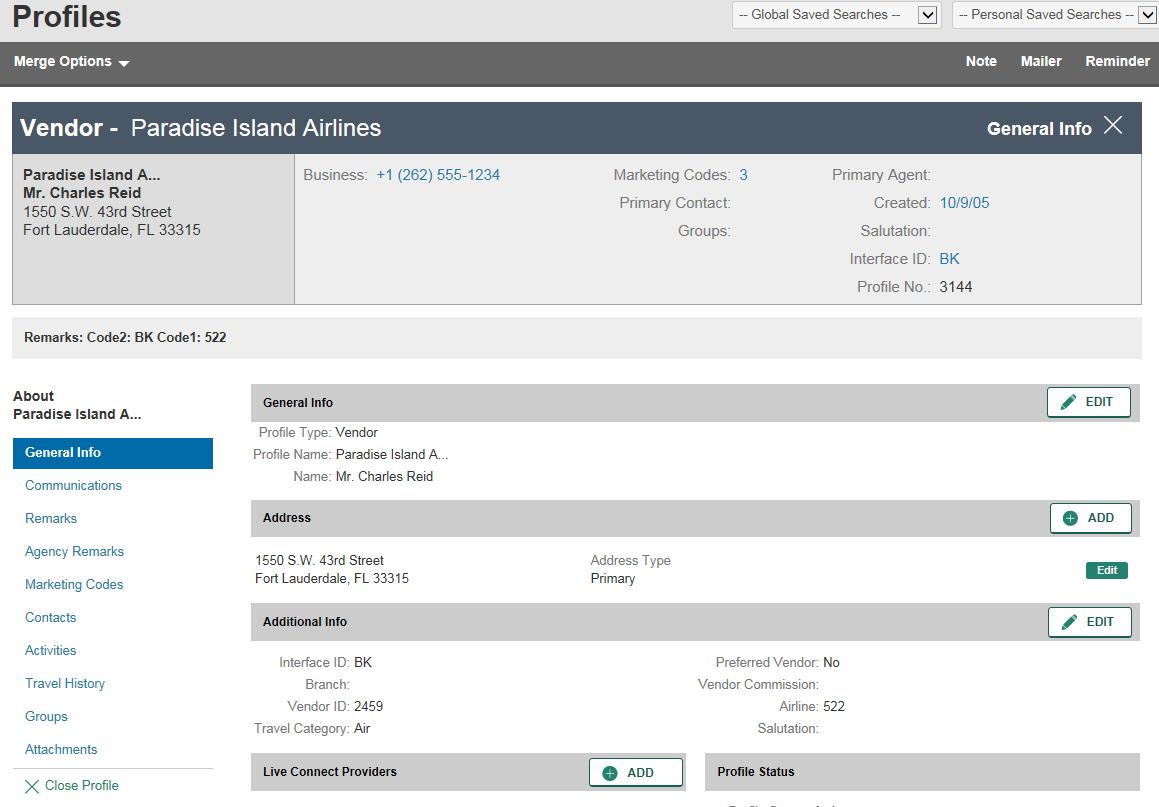 Profiles
-- Global Saved Searches --
-- Personal Saved Searches --
Merge Options
Note Mailer Reminder
Vendor - Paradise Island Airlines
General Info
Paradise Island A...
Mr. Charles Reid
1550 S.W. 43rd Street
Fort Lauderdale, FL 33315
Business: +1 (262) 555-1234
Marketing Codes: 3
Primary Contact:
Groups:
Primary Agent:
Created: 10/9/05
Salutation:
Interface ID: BK
Profile No.: 3144
Remarks: Code2: BK Code1: 522
About
Paradise Island A...
General Info
Communications
Remarks
Agency Remarks
Marketing Codes
Contacts
Activities
Travel History
Groups
Attachments
Close Profile
General Info
EDIT
Profile Type: Vendor
Profile Name: Paradise Island A...
Name: Mr. Charles Reid
Address
ADD
1550 S.W. 43rd Street
Fort Lauderdale, FL 33315
Address Type
Primary
Edit
Additional Info
EDIT
Interface ID: BK
Branch:
Vendor ID: 2459
Travel Category: Air
Preferred Vendor: No
Vendor Commission:
Airline: 522
Salutation:
Live Connect Providers
ADD
Profile Status